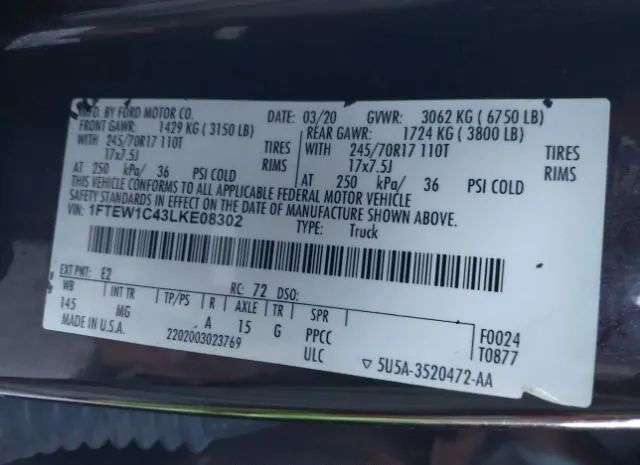 MFD. BY FORD MOTOR CO. DATE: 03/20 GVWR: 3062 KG ( 6750 LB)
FRONT GAWR: 1429 KG ( 3150 LB) REAR GAWR: 1724 KG ( 3800 LB)
WITH 245/70R17 110T TIRES WITH 245/70R17 110T TIRES
17x7.5J RIMS 17x7.5J RIMS
AT 250 kPa/ 36 PSI COLD AT 250 kPa/ 36 PSI COLD
THIS VEHICLE CONFORMS TO ALL APPLICABLE FEDERAL MOTOR VEHICLE
SAFETY STANDARDS IN EFFECT ON THE DATE OF MANUFACTURE SHOWN ABOVE.
VIN: 1FTEW1C43LKE08302 TYPE: Truck
EXT PNT: E2 RC: 72 DSO:
WB INT TR TP/PS R AXLE TR SPR
145 MG A 15 G PPCC F0024
MADE IN U.S.A. 2202003023769 ULC ▽ 5U5A-3520472-AA T0877